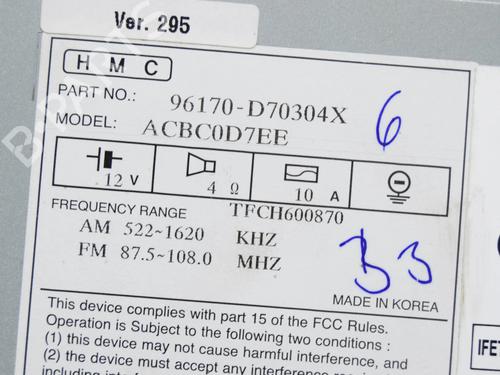 Ver. 295
H M C
PART NO.: 96170-D70304X 6
MODEL: ACBC0D7EE
12 V 4 Ω 10 A
FREQUENCY RANGE TFCH600870
AM 522~1620 KHZ
FM 87.5~108.0 MHZ
B3
MADE IN KOREA
This device complies with part 15 of the FCC Rules.
Operation is Subject to the following two conditions :
(1) this device may not cause harmful interference, and
(2) the device must accept any interference
IFETE